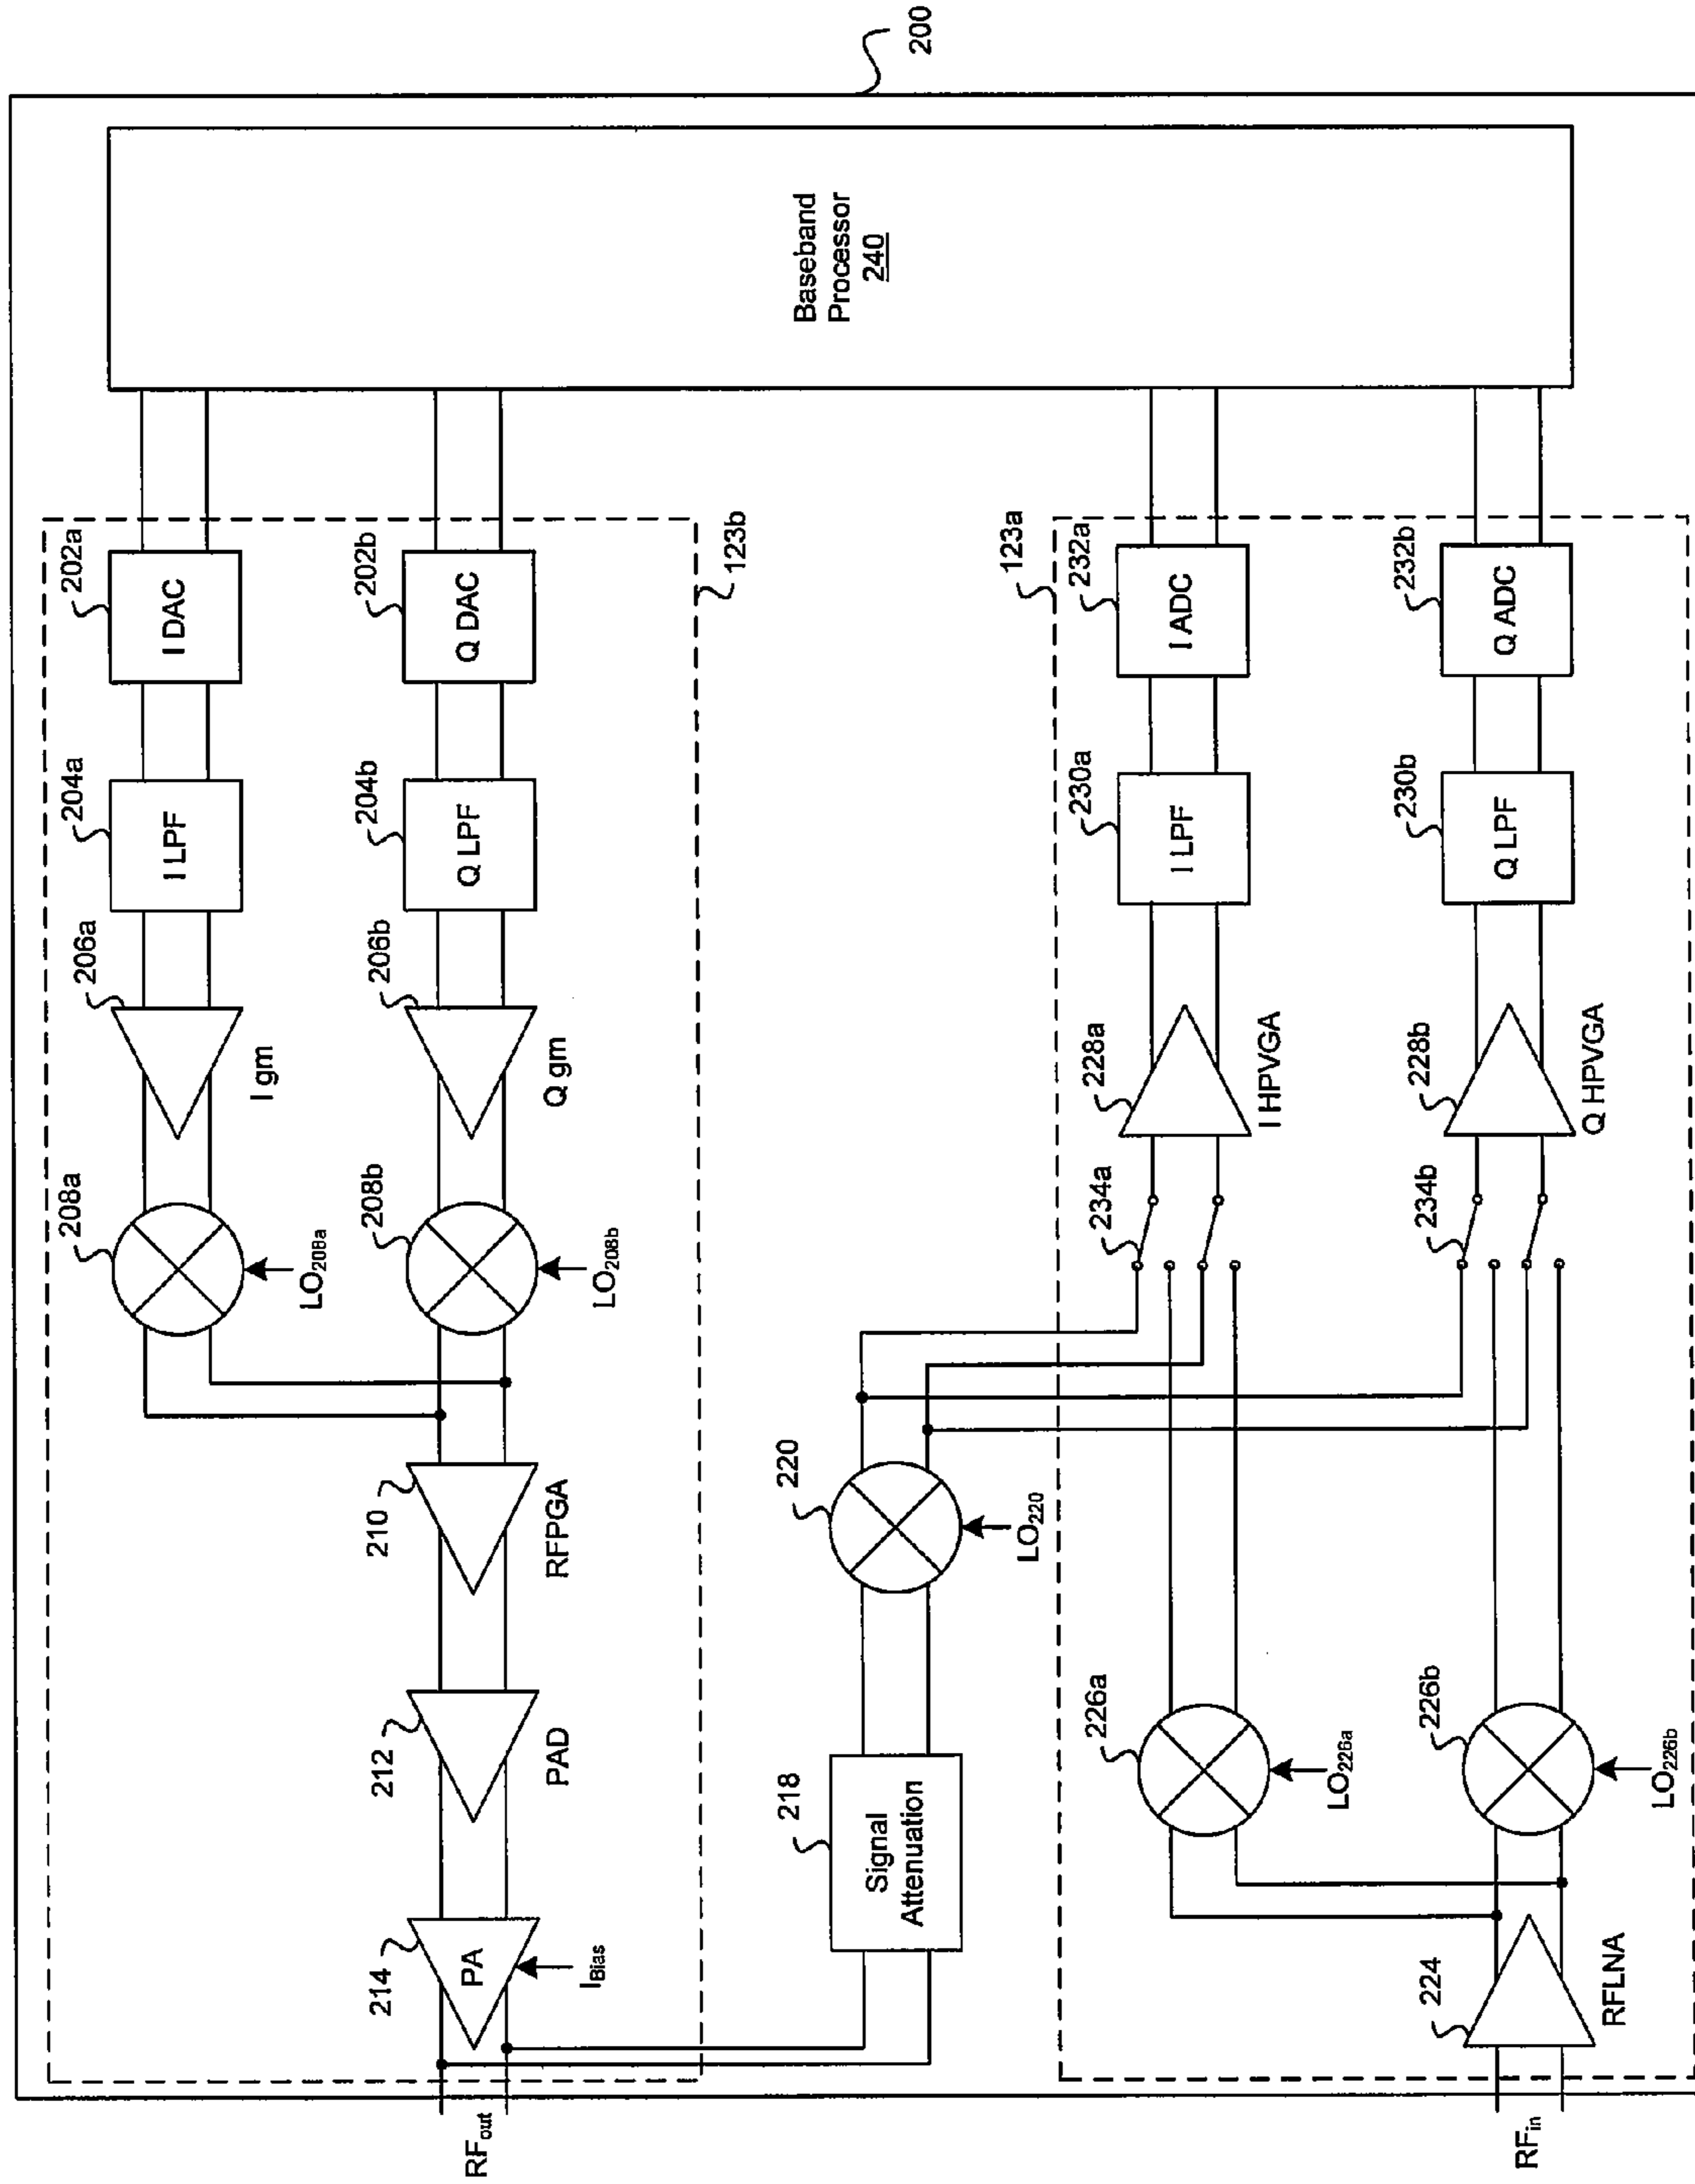 200
Baseband
Processor
240
202a
I DAC
204a
I LPF
206a
I gm
208a
LO208a
202b
Q DAC
204b
Q LPF
206b
Q gm
208b
LO208b
123b
210
RFPGA
212
PAD
214
PA
IBias
RFout
218
Signal
Attenuation
220
LO220
123a
232a
I ADC
230a
I LPF
228a
I HPVGA
234a
226a
LO226a
232b
Q ADC
230b
Q LPF
228b
Q HPVGA
234b
226b
LO226b
224
RFLNA
RFin